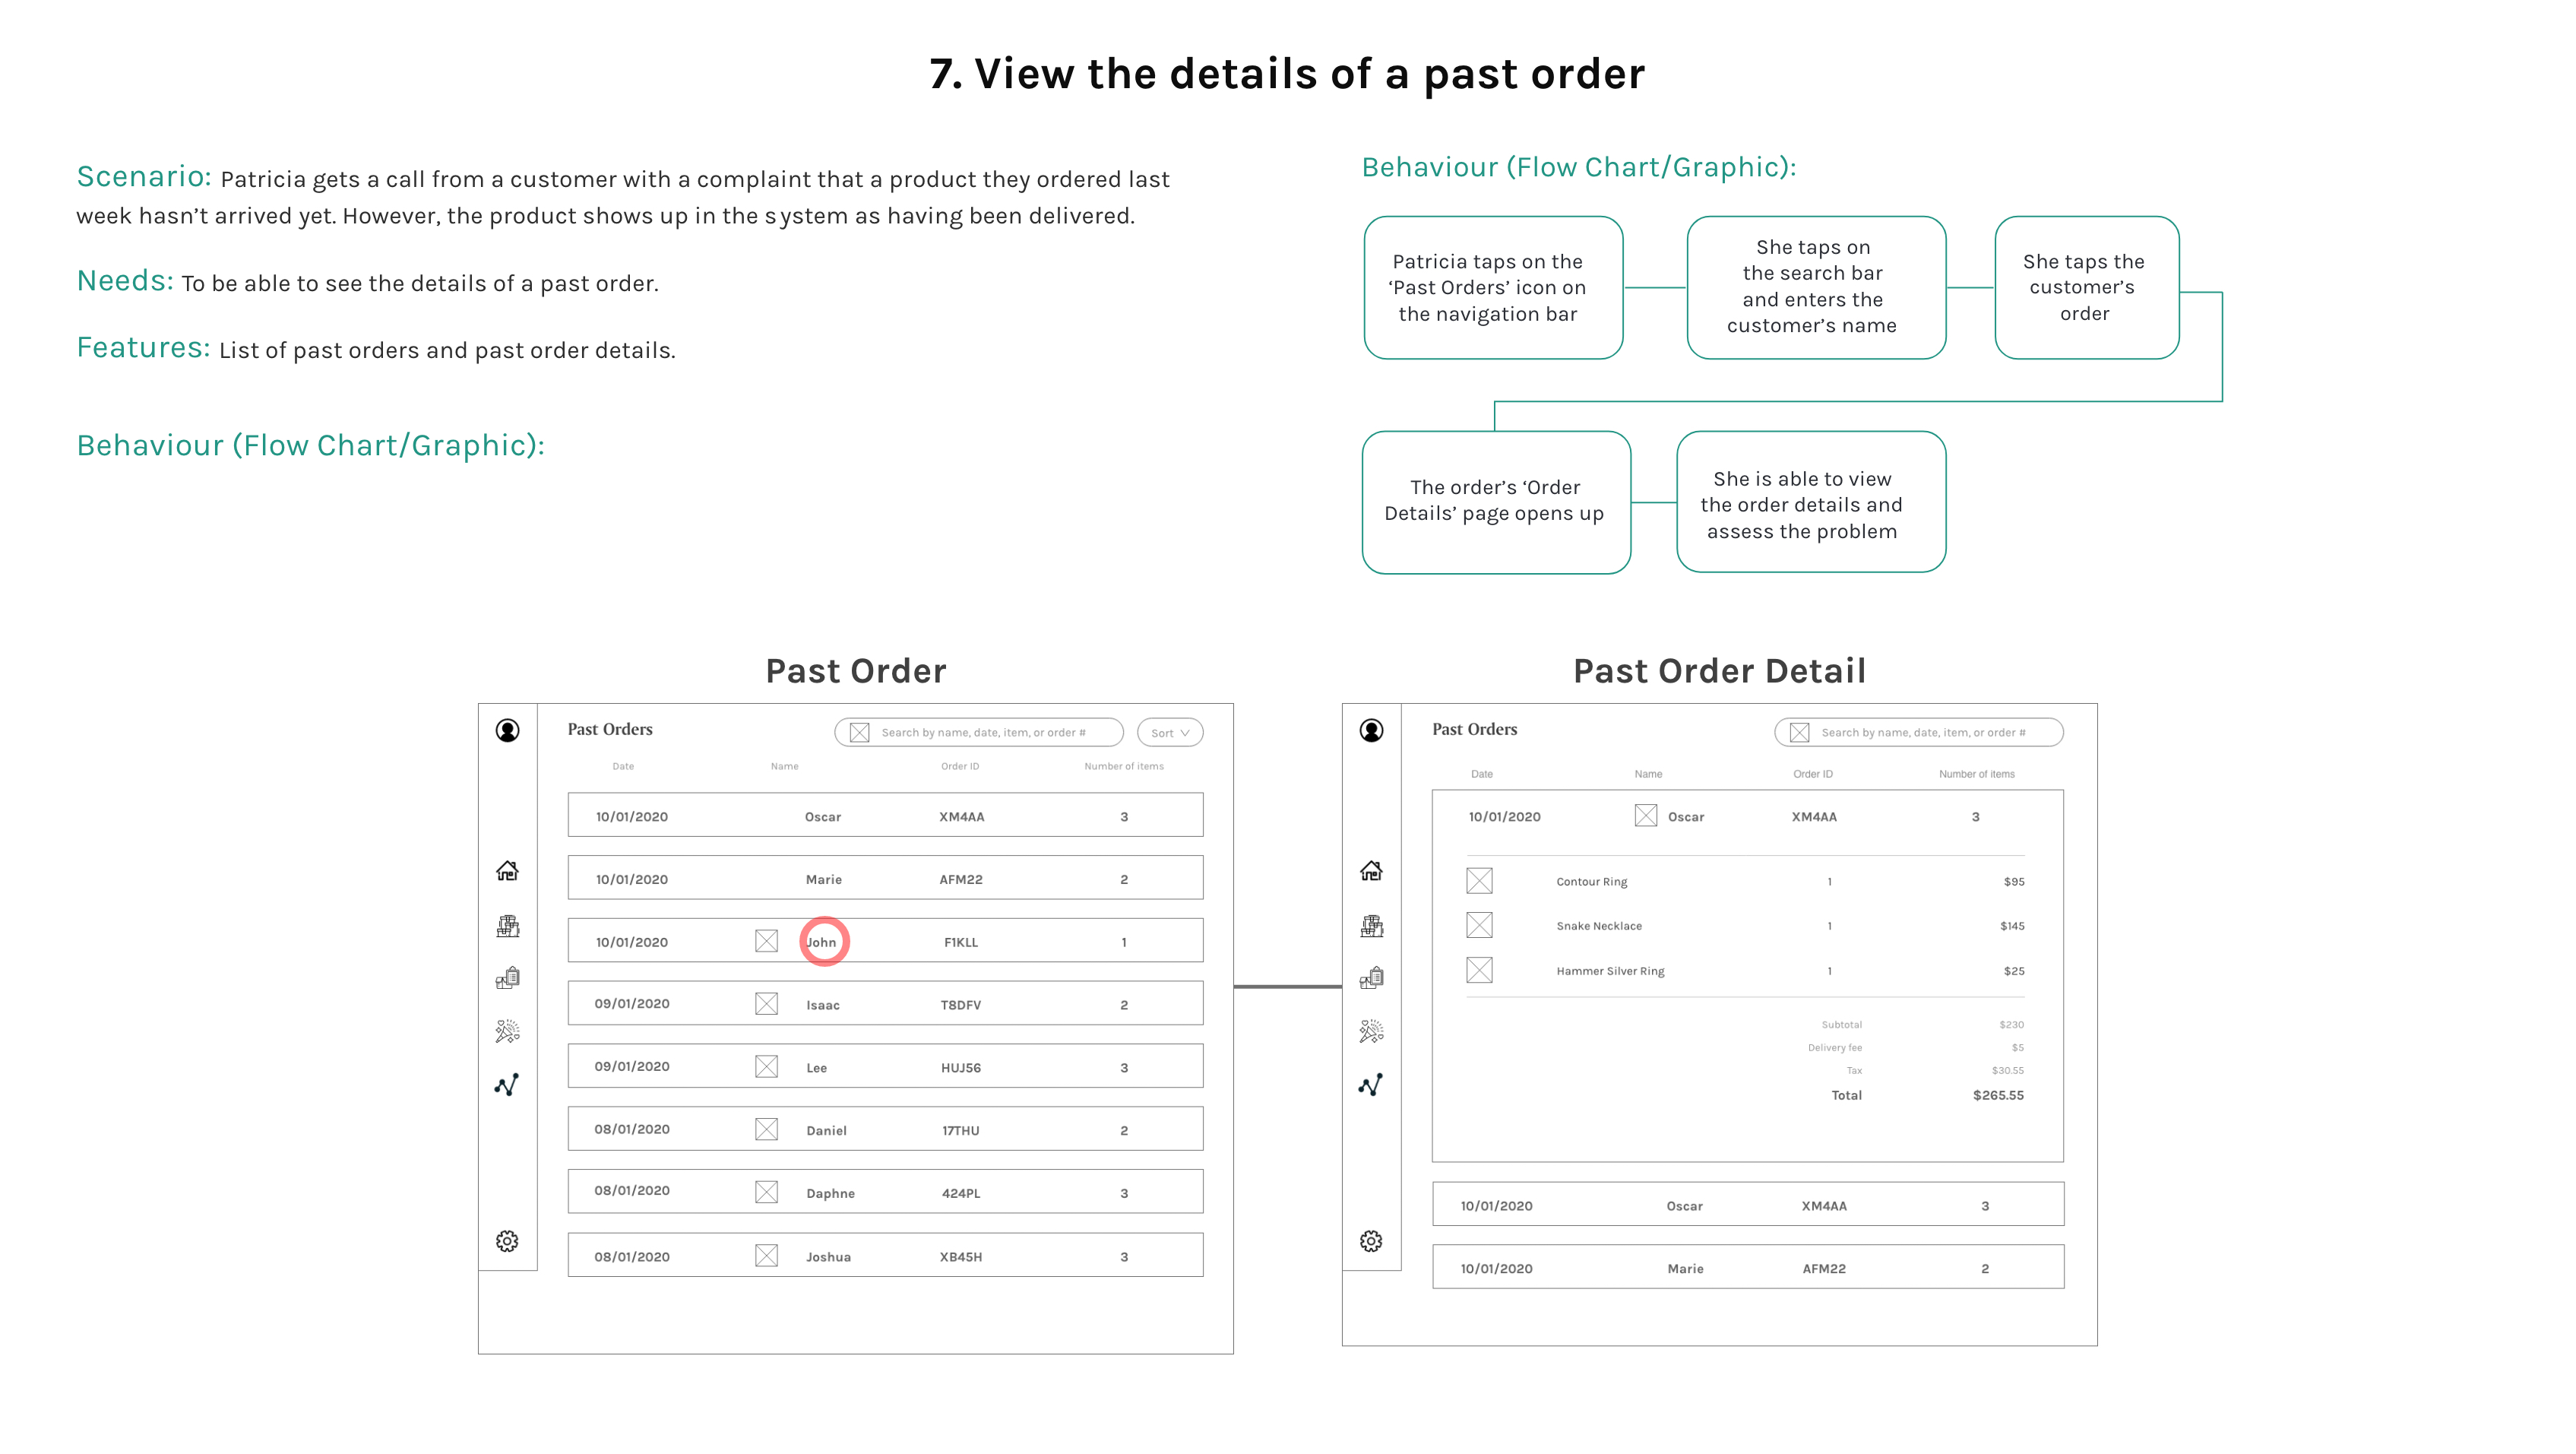 7. View the details of a past order
Scenario: Patricia gets a call from a customer with a complaint that a product they ordered last
week hasn’t arrived yet. However, the product shows up in the system as having been delivered.
Needs: To be able to see the details of a past order.
Features: List of past orders and past order details.
Behaviour (Flow Chart/Graphic):
Behaviour (Flow Chart/Graphic):
Patricia taps on the
‘Past Orders’ icon on
the navigation bar
She taps on
the search bar
and enters the
customer’s name
She taps the
customer’s
order
The order’s ‘Order
Details’ page opens up
She is able to view
the order details and
assess the problem
Past Order
Past Orders
Search by name, date, item, or order #
Sort
Date Name Order ID Number of items
10/01/2020 Oscar XM4AA 3
10/01/2020 Marie AFM22 2
10/01/2020 John F1KLL 1
09/01/2020 Isaac T8DFV 2
09/01/2020 Lee HUJ56 3
08/01/2020 Daniel 17THU 2
08/01/2020 Daphne 424PL 3
08/01/2020 Joshua XB45H 3
Past Order Detail
Past Orders
Search by name, date, item, or order #
Date Name Order ID Number of items
10/01/2020 Oscar XM4AA 3
Contour Ring 1 $95
Snake Necklace 1 $145
Hammer Silver Ring 1 $25
Subtotal $230
Delivery fee $5
Tax $30.55
Total $265.55
10/01/2020 Oscar XM4AA 3
10/01/2020 Marie AFM22 2